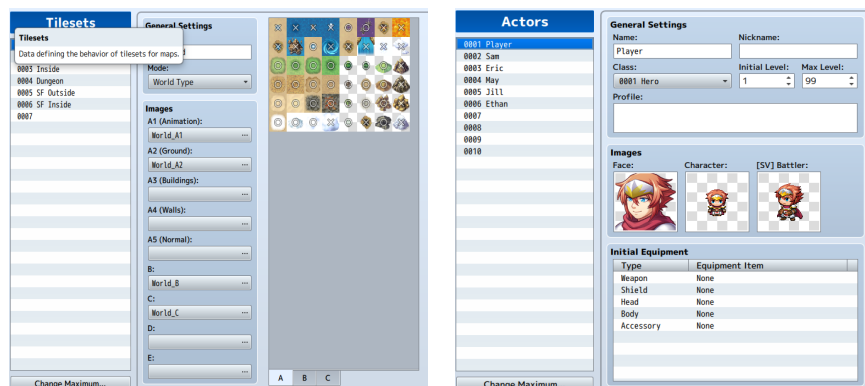 Tilesets
Tilesets
Data defining the behavior of tilesets for maps.
0003 Inside
0004 Dungeon
0005 SF Outside
0006 SF Inside
0007
Change Maximum...
General Settings
Mode:
World Type
Images
A1 (Animation):
World_A1 ...
A2 (Ground):
World_A2 ...
A3 (Buildings):
...
A4 (Walls):
...
A5 (Normal):
...
B:
World_B ...
C:
World_C ...
D:
...
E:
...
A B C
Actors
0001 Player
0002 Sam
0003 Eric
0004 May
0005 Jill
0006 Ethan
0007
0008
0009
0010
Change Maximum
General Settings
Name: Nickname:
Player
Class: Initial Level: Max Level:
0001 Hero 1 99
Profile:
Images
Face: Character: [SV] Battler:
Initial Equipment
Type Equipment Item
Weapon None
Shield None
Head None
Body None
Accessory None